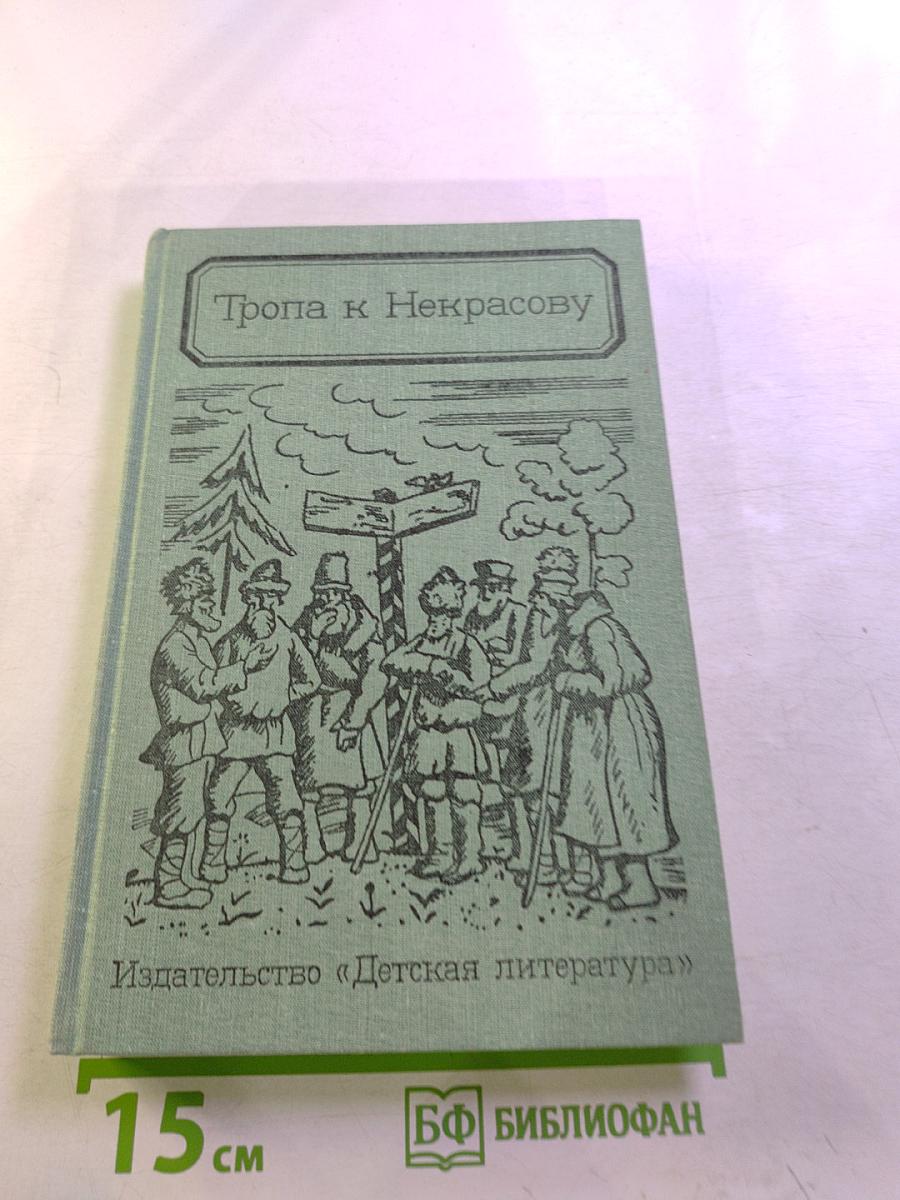 Тропа к Некрасову
Издательство «Детская литература»
15 см
БФ БИБЛИОФАН